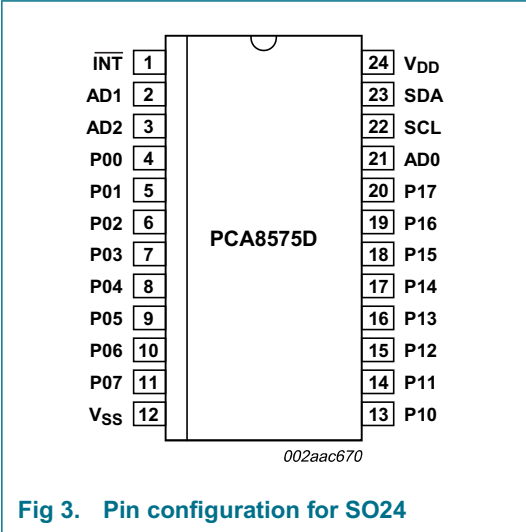 INT 1 24 VDD
AD1 2 23 SDA
AD2 3 22 SCL
P00 4 21 AD0
P01 5 20 P17
P02 6 19 P16
P03 7 18 P15
PCA8575D
P04 8 17 P14
P05 9 16 P13
P06 10 15 P12
P07 11 14 P11
VSS 12 13 P10
002aac670
Fig 3. Pin configuration for SO24